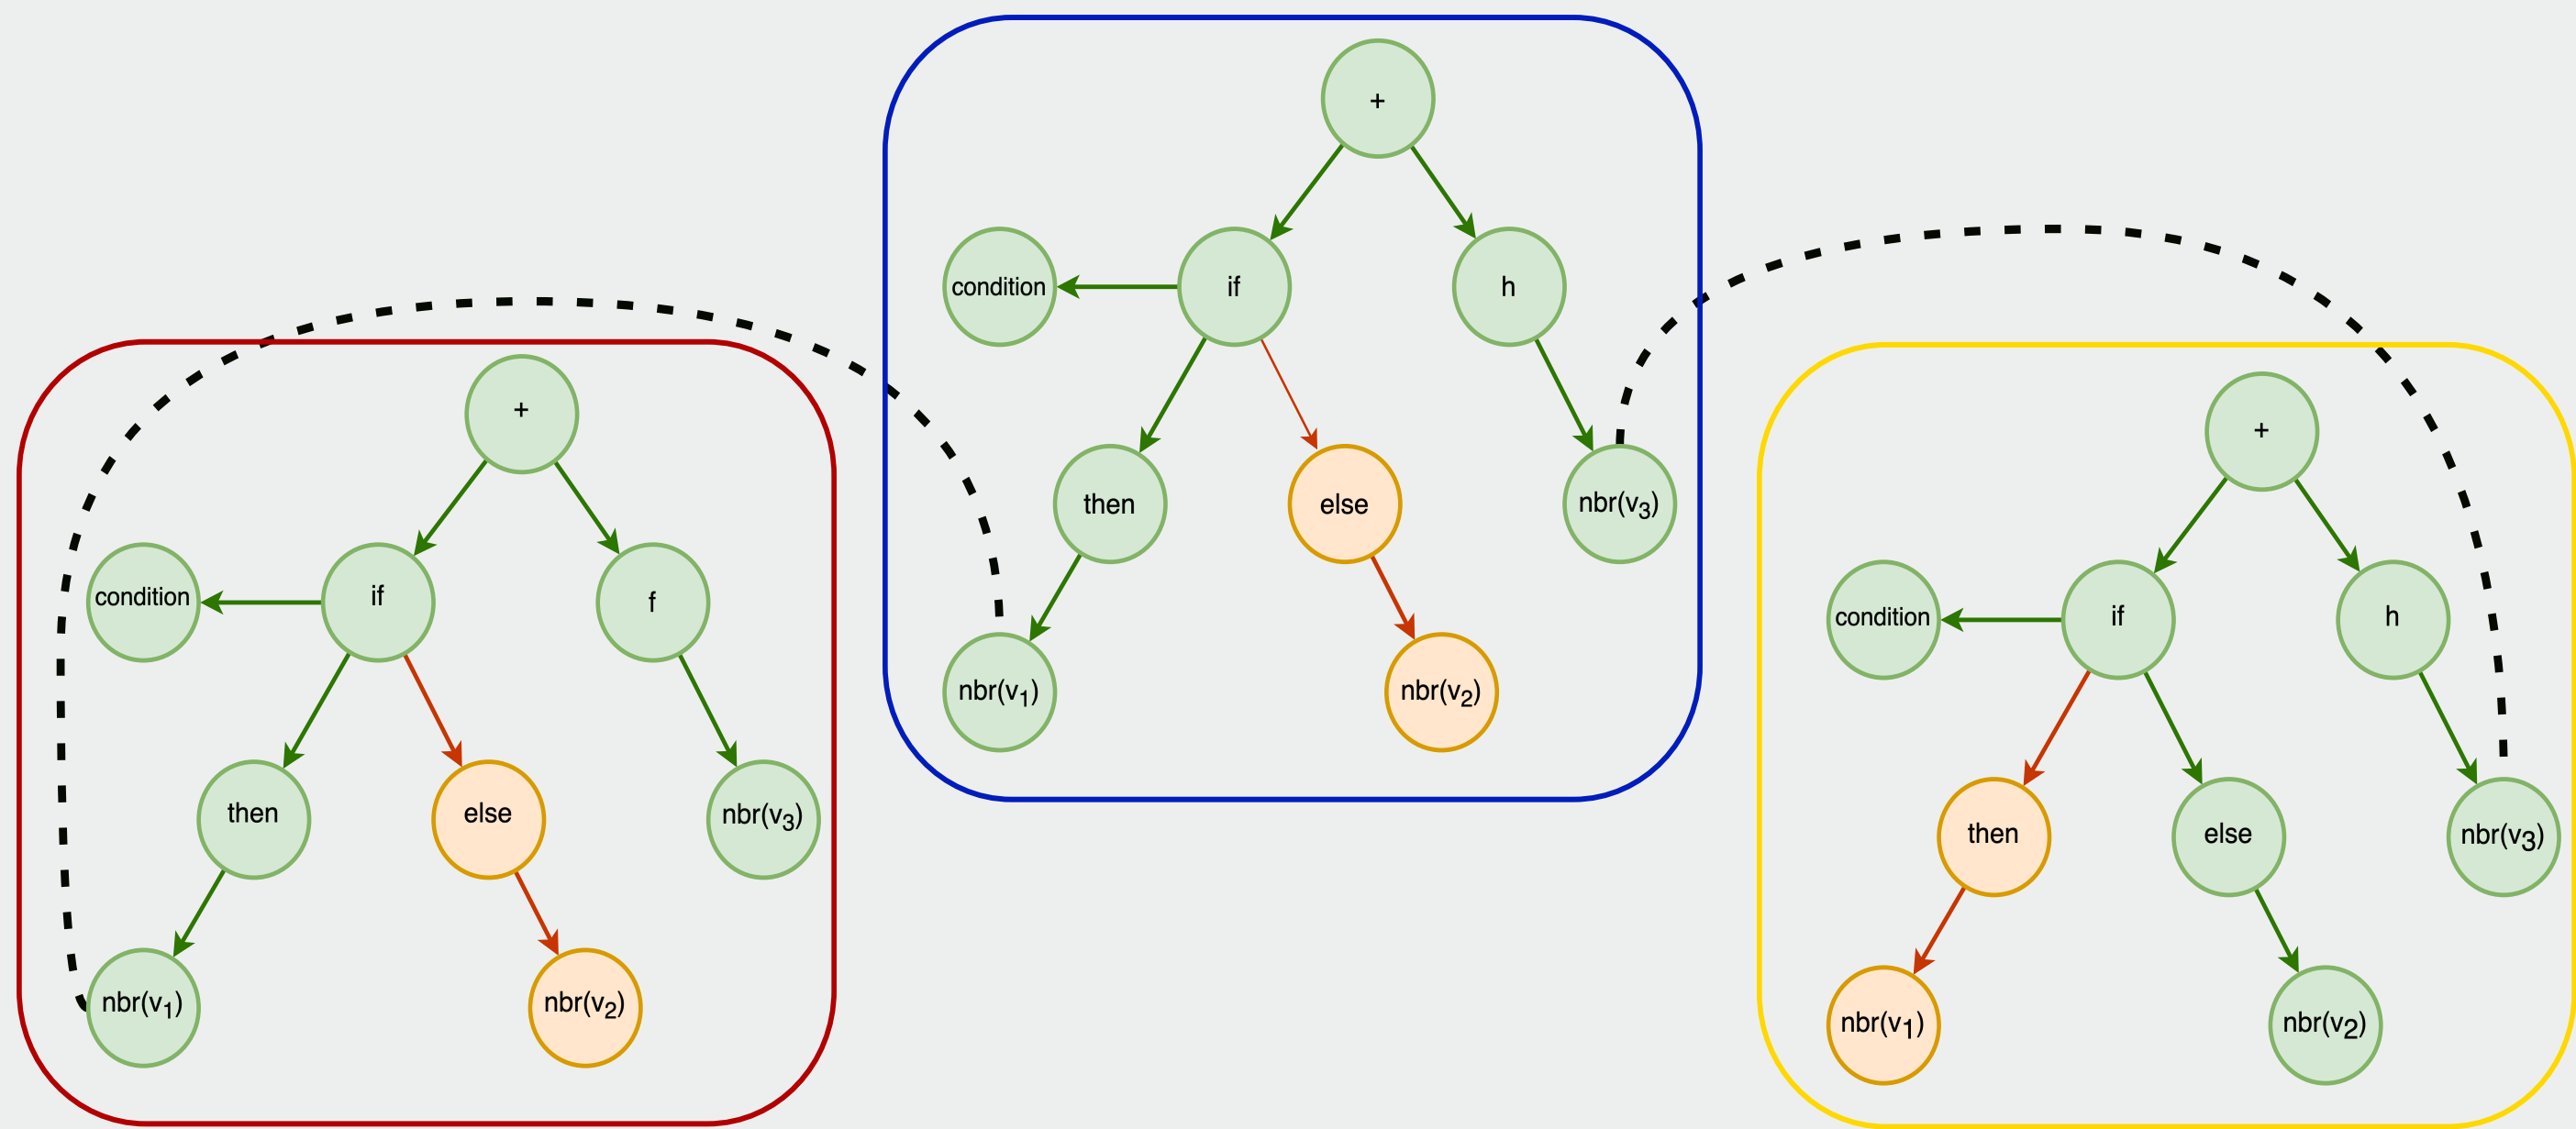 +
if
f
condition
then
else
nbr(v₃)
nbr(v₁)
nbr(v₂)
+
condition
if
h
then
else
nbr(v₃)
nbr(v₁)
nbr(v₂)
+
condition
if
h
then
else
nbr(v₃)
nbr(v₁)
nbr(v₂)